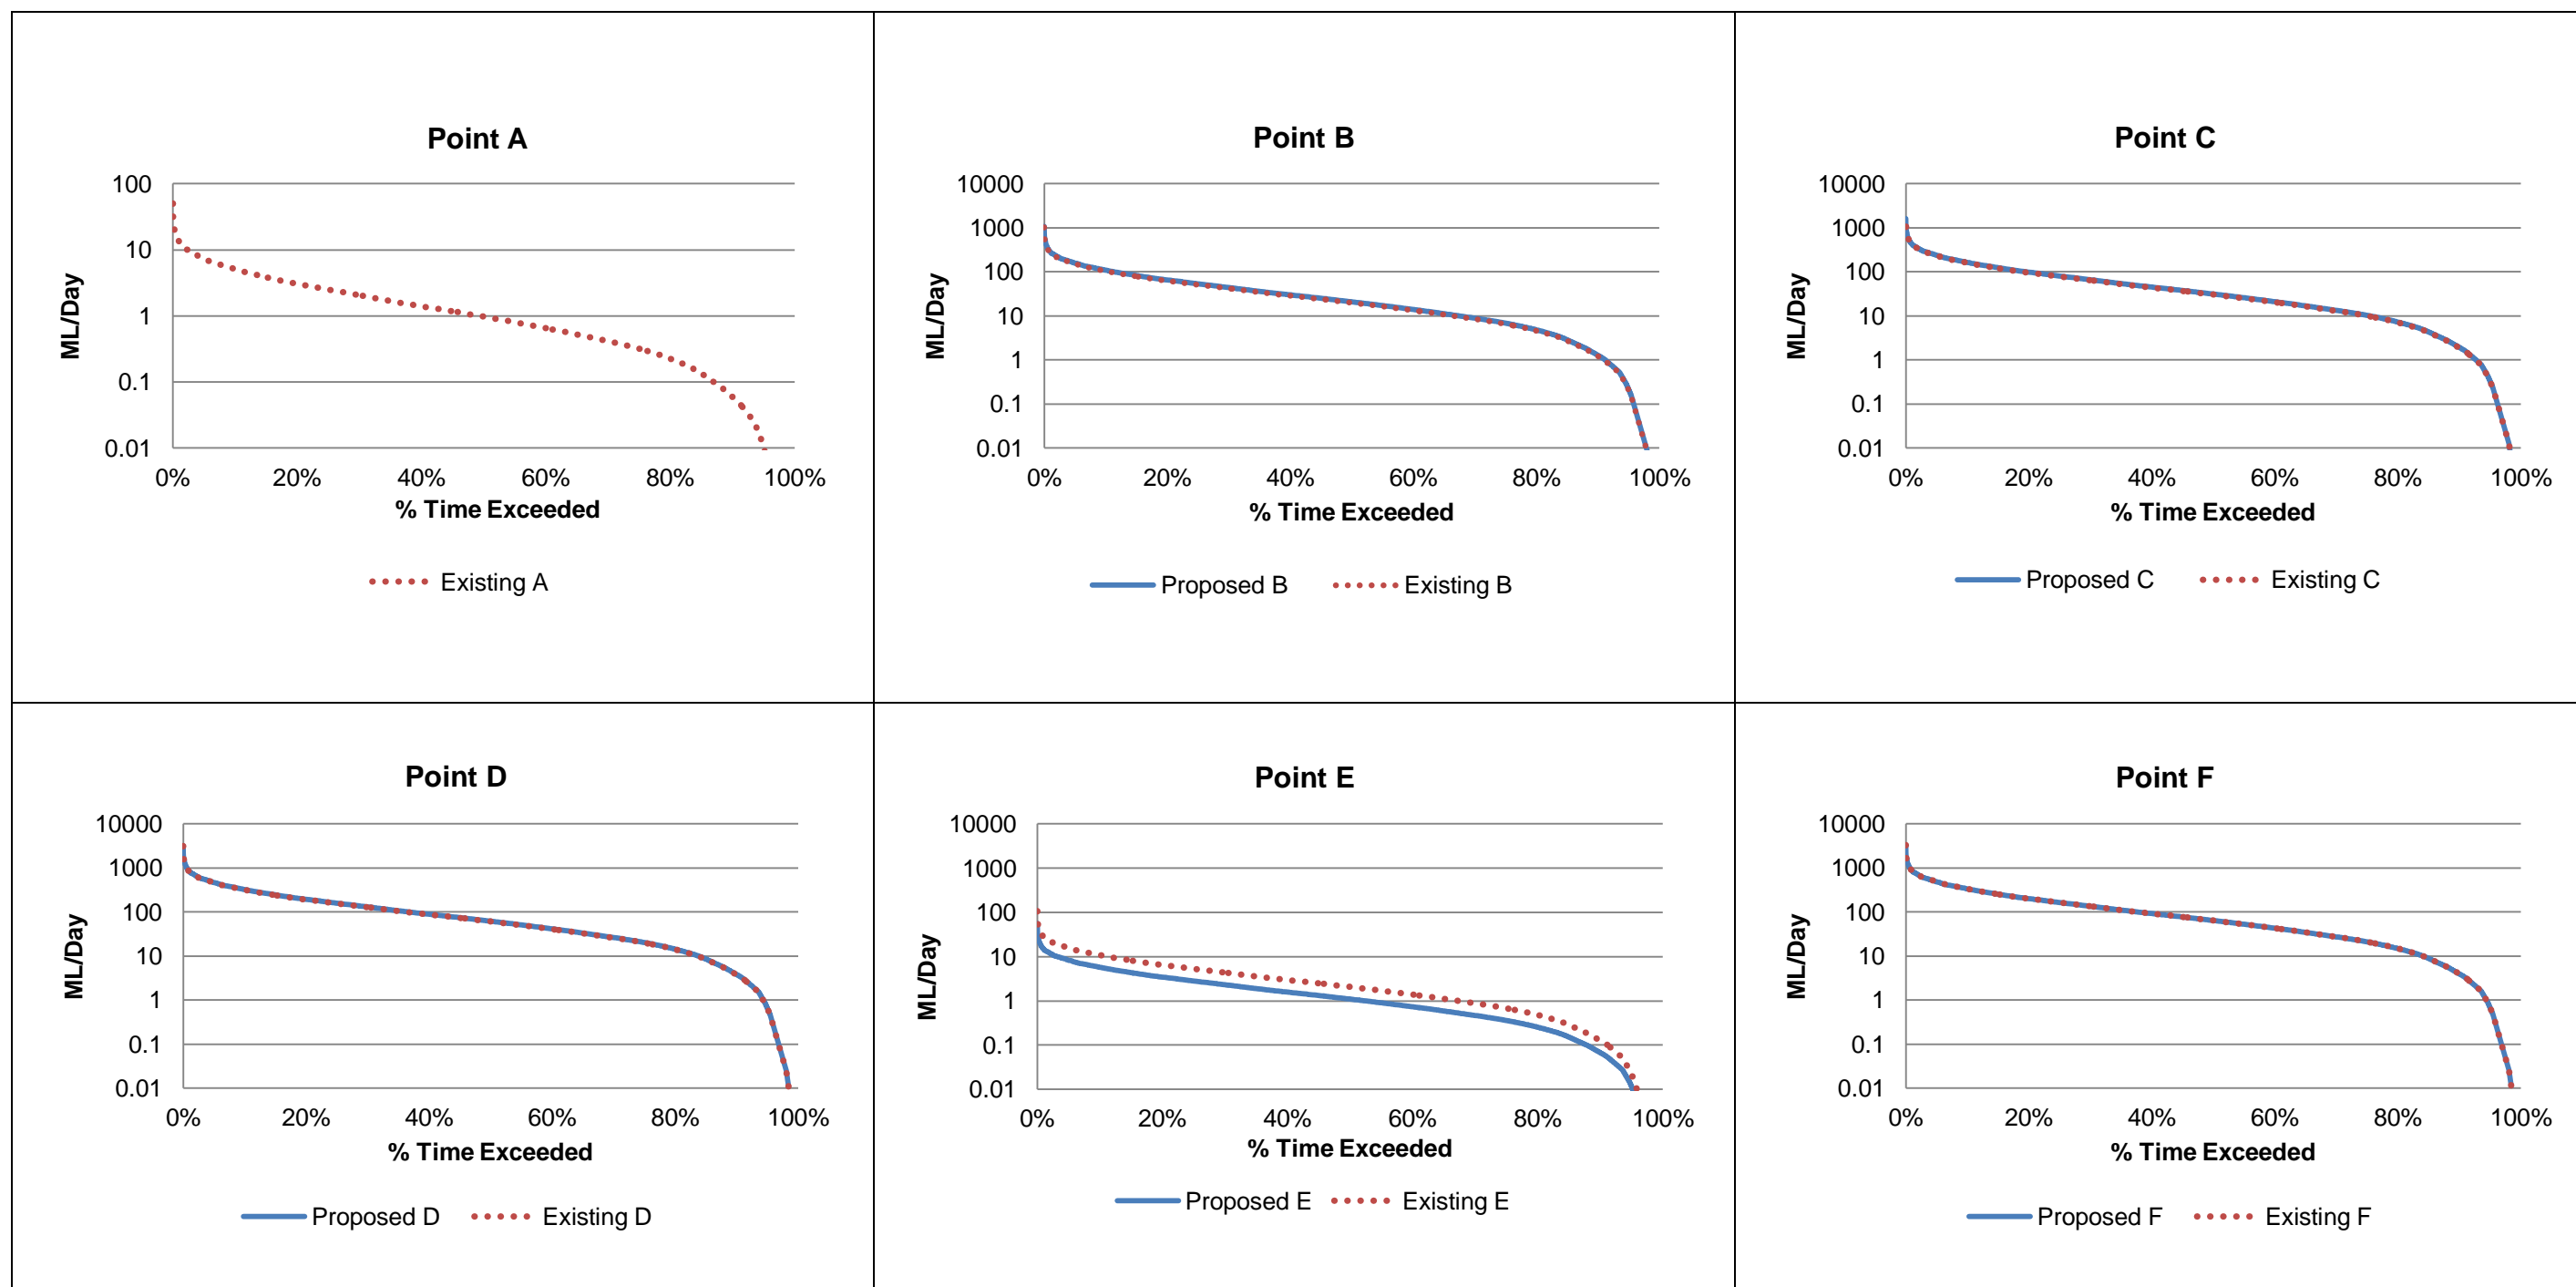 Point A
100
10
1
0.1
0.01
ML/Day
0% 20% 40% 60% 80% 100%
% Time Exceeded
Existing A
Point B
10000
1000
100
10
1
0.1
0.01
ML/Day
0% 20% 40% 60% 80% 100%
% Time Exceeded
Proposed B Existing B
Point C
10000
1000
100
10
1
0.1
0.01
ML/Day
0% 20% 40% 60% 80% 100%
% Time Exceeded
Proposed C Existing C
Point D
10000
1000
100
10
1
0.1
0.01
ML/Day
0% 20% 40% 60% 80% 100%
% Time Exceeded
Proposed D Existing D
Point E
10000
1000
100
10
1
0.1
0.01
ML/Day
0% 20% 40% 60% 80% 100%
% Time Exceeded
Proposed E Existing E
Point F
10000
1000
100
10
1
0.1
0.01
ML/Day
0% 20% 40% 60% 80% 100%
% Time Exceeded
Proposed F Existing F